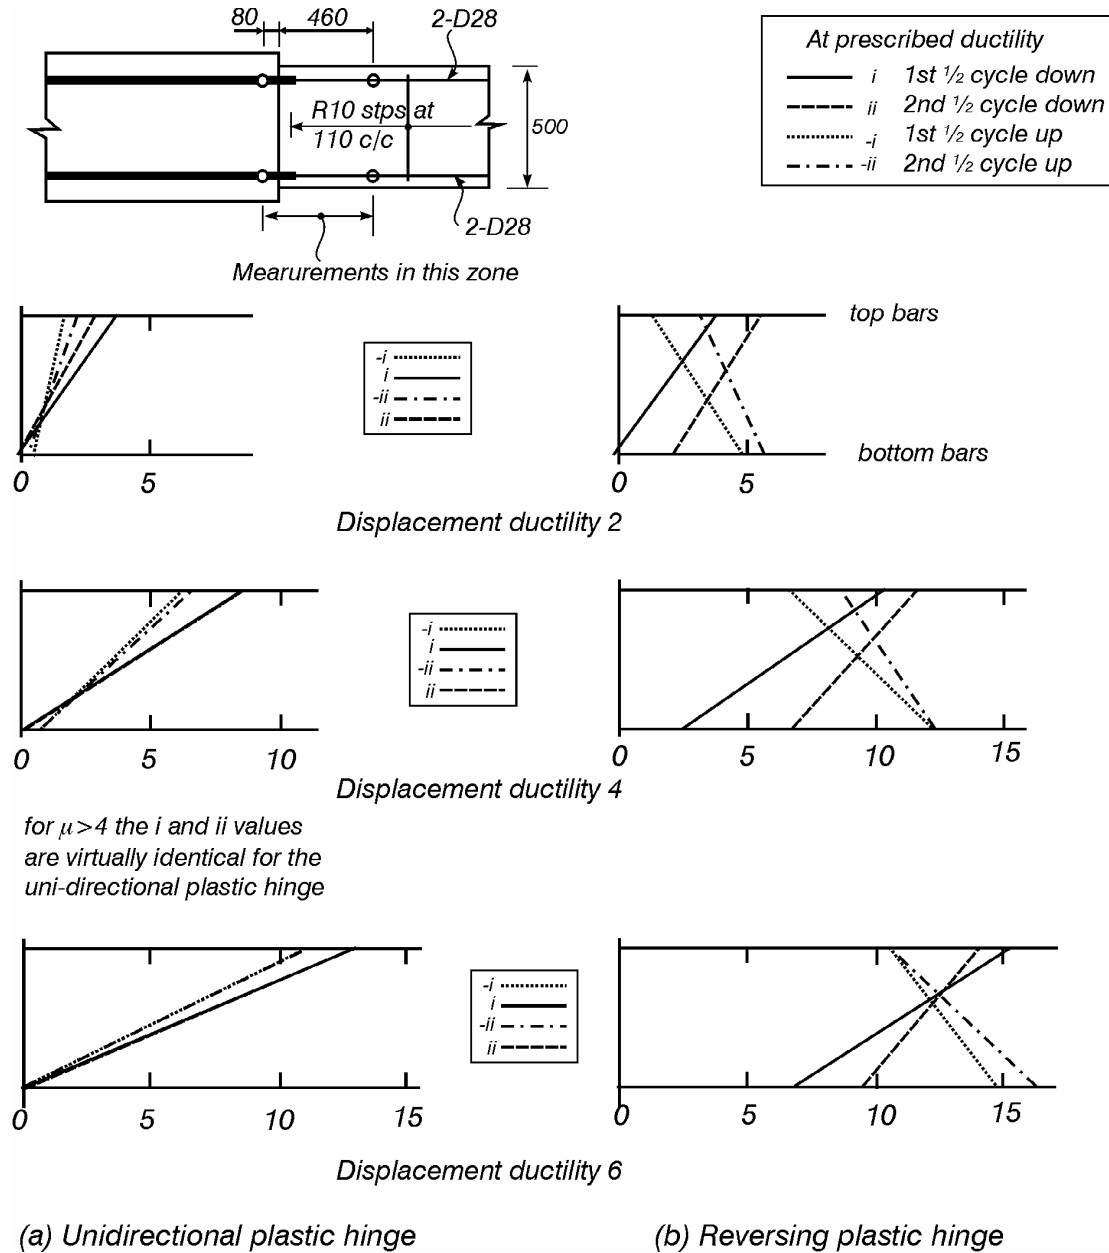 80 460 2-D28
R10 stps at
110 c/c
500
2-D28
Mearurements in this zone
At prescribed ductility
i 1st ½ cycle down
ii 2nd ½ cycle down
-i 1st ½ cycle up
-ii 2nd ½ cycle up
-i
i
-ii
ii
0 5
top bars
bottom bars
0 5
Displacement ductility 2
-i
i
-ii
ii
0 5 10
0 5 10 15
Displacement ductility 4
for μ>4 the i and ii values
are virtually identical for the
uni-directional plastic hinge
-i
i
-ii
ii
0 5 10 15
0 5 10 15
Displacement ductility 6
(a) Unidirectional plastic hinge
(b) Reversing plastic hinge